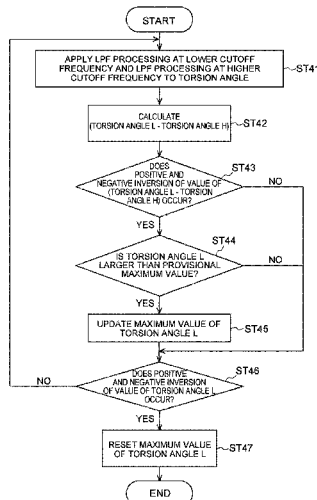 START
APPLY LPF PROCESSING AT LOWER CUTOFF
FREQUENCY AND LPF PROCESSING AT HIGHER
CUTOFF FREQUENCY TO TORSION ANGLE
ST41
CALCULATE
(TORSION ANGLE L - TORSION ANGLE H)
ST42
DOES
POSITIVE AND
NEGATIVE INVERSION OF VALUE OF
(TORSION ANGLE L - TORSION
ANGLE H) OCCUR?
ST43
NO
YES
IS TORSION ANGLE L
LARGER THAN PROVISIONAL
MAXIMUM VALUE?
ST44
NO
YES
UPDATE MAXIMUM VALUE OF
TORSION ANGLE L
ST45
DOES POSITIVE
AND NEGATIVE INVERSION
OF VALUE OF TORSION ANGLE L
OCCUR?
ST46
NO
YES
RESET MAXIMUM VALUE
OF TORSION ANGLE L
ST47
END